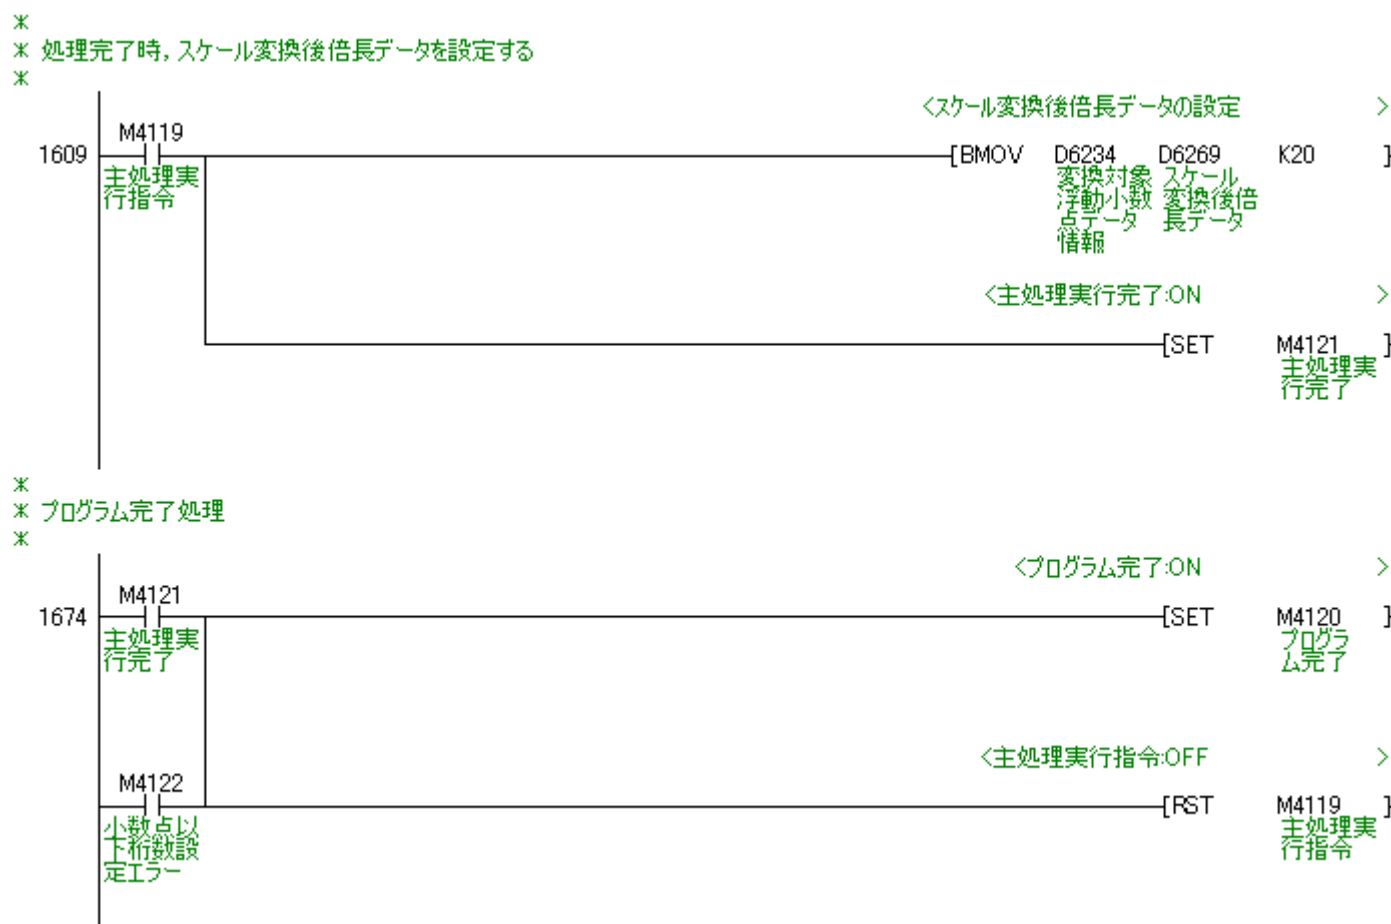 *
* 処理完了時, スケール変換後倍長データを設定する
*
<スケール変換後倍長データの設定 >
M4119
1609 [BMOV D6234 D6269 K20 ]
主処理実
行指令
変換対象
浮動小数
点データ
情報
スケール
変換後倍
長データ
<主処理実行完了:ON >
[SET M4121 ]
主処理実
行完了
*
* プログラム完了処理
*
<プログラム完了:ON >
M4121
1674 [SET M4120 ]
主処理実
行完了
プログラ
ム完了
<主処理実行指令:OFF >
M4122
[RST M4119 ]
小数点以
下桁数設
定エラー
主処理実
行指令